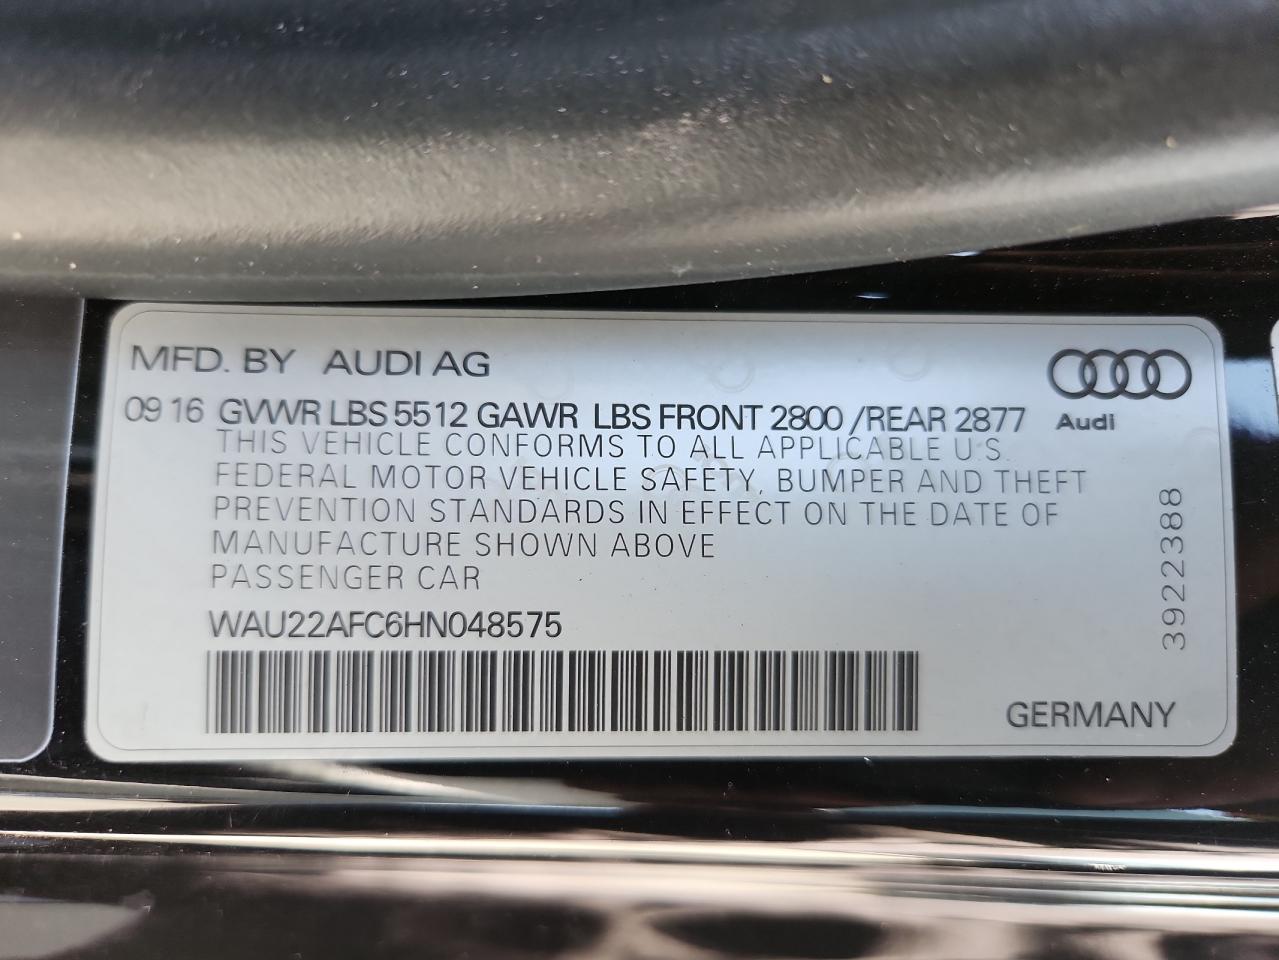 MFD. BY AUDI AG
09 16 GVWR LBS 5512 GAWR LBS FRONT 2800 /REAR 2877
Audi
THIS VEHICLE CONFORMS TO ALL APPLICABLE U.S.
FEDERAL MOTOR VEHICLE SAFETY, BUMPER AND THEFT
PREVENTION STANDARDS IN EFFECT ON THE DATE OF
MANUFACTURE SHOWN ABOVE
PASSENGER CAR
WAU22AFC6HN048575
3922388
GERMANY